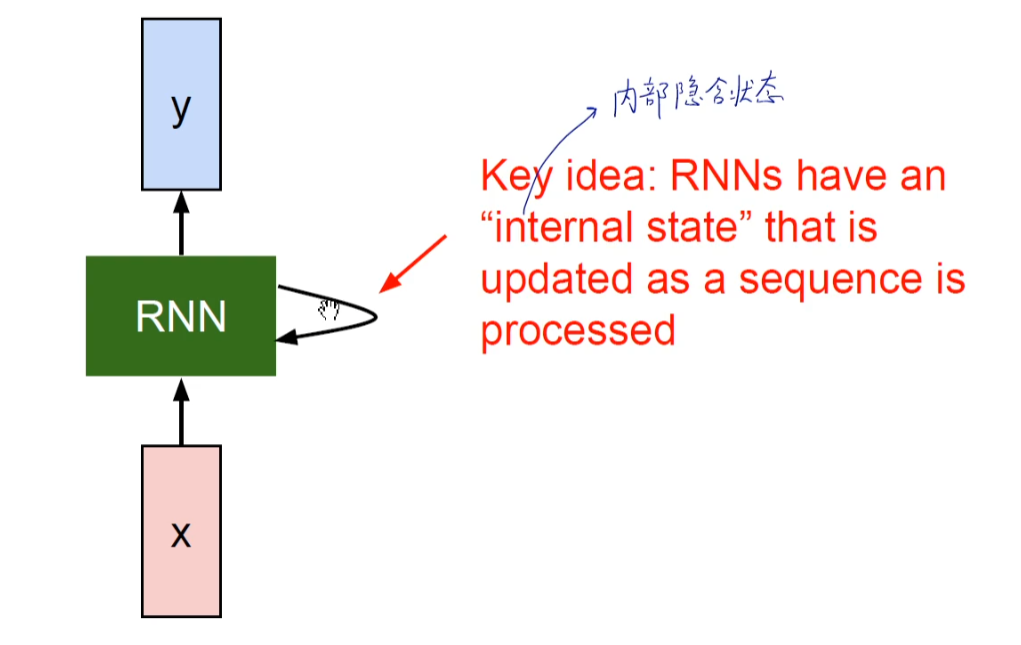 y
内部隐含状态
Key idea: RNNs have an
“internal state” that is
updated as a sequence is
processed
RNN
x